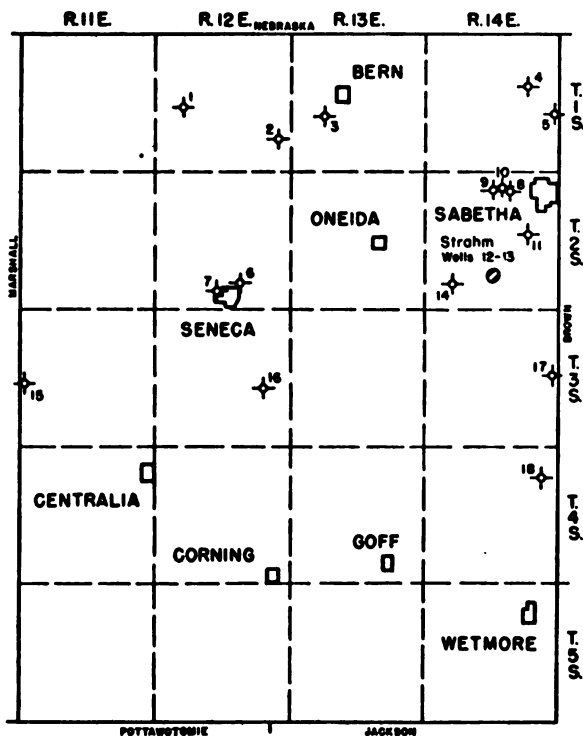 R.11E. R.12E. NEBRASKA R.13E. R.14E.
BERN
4
1
3
5
T. 1 S.
2
10
9 8
SABETHA
ONEIDA
Strahm
Wells 12-13
11
T. 2 S.
MARSHALL
6
7
14
SENECA
BROWN
17
15
16
T. 3 S.
CENTRALIA
18
CORNING
GOFF
T. 4 S.
WETMORE
T. 5 S.
POTTAWOTOMIE JACKSON